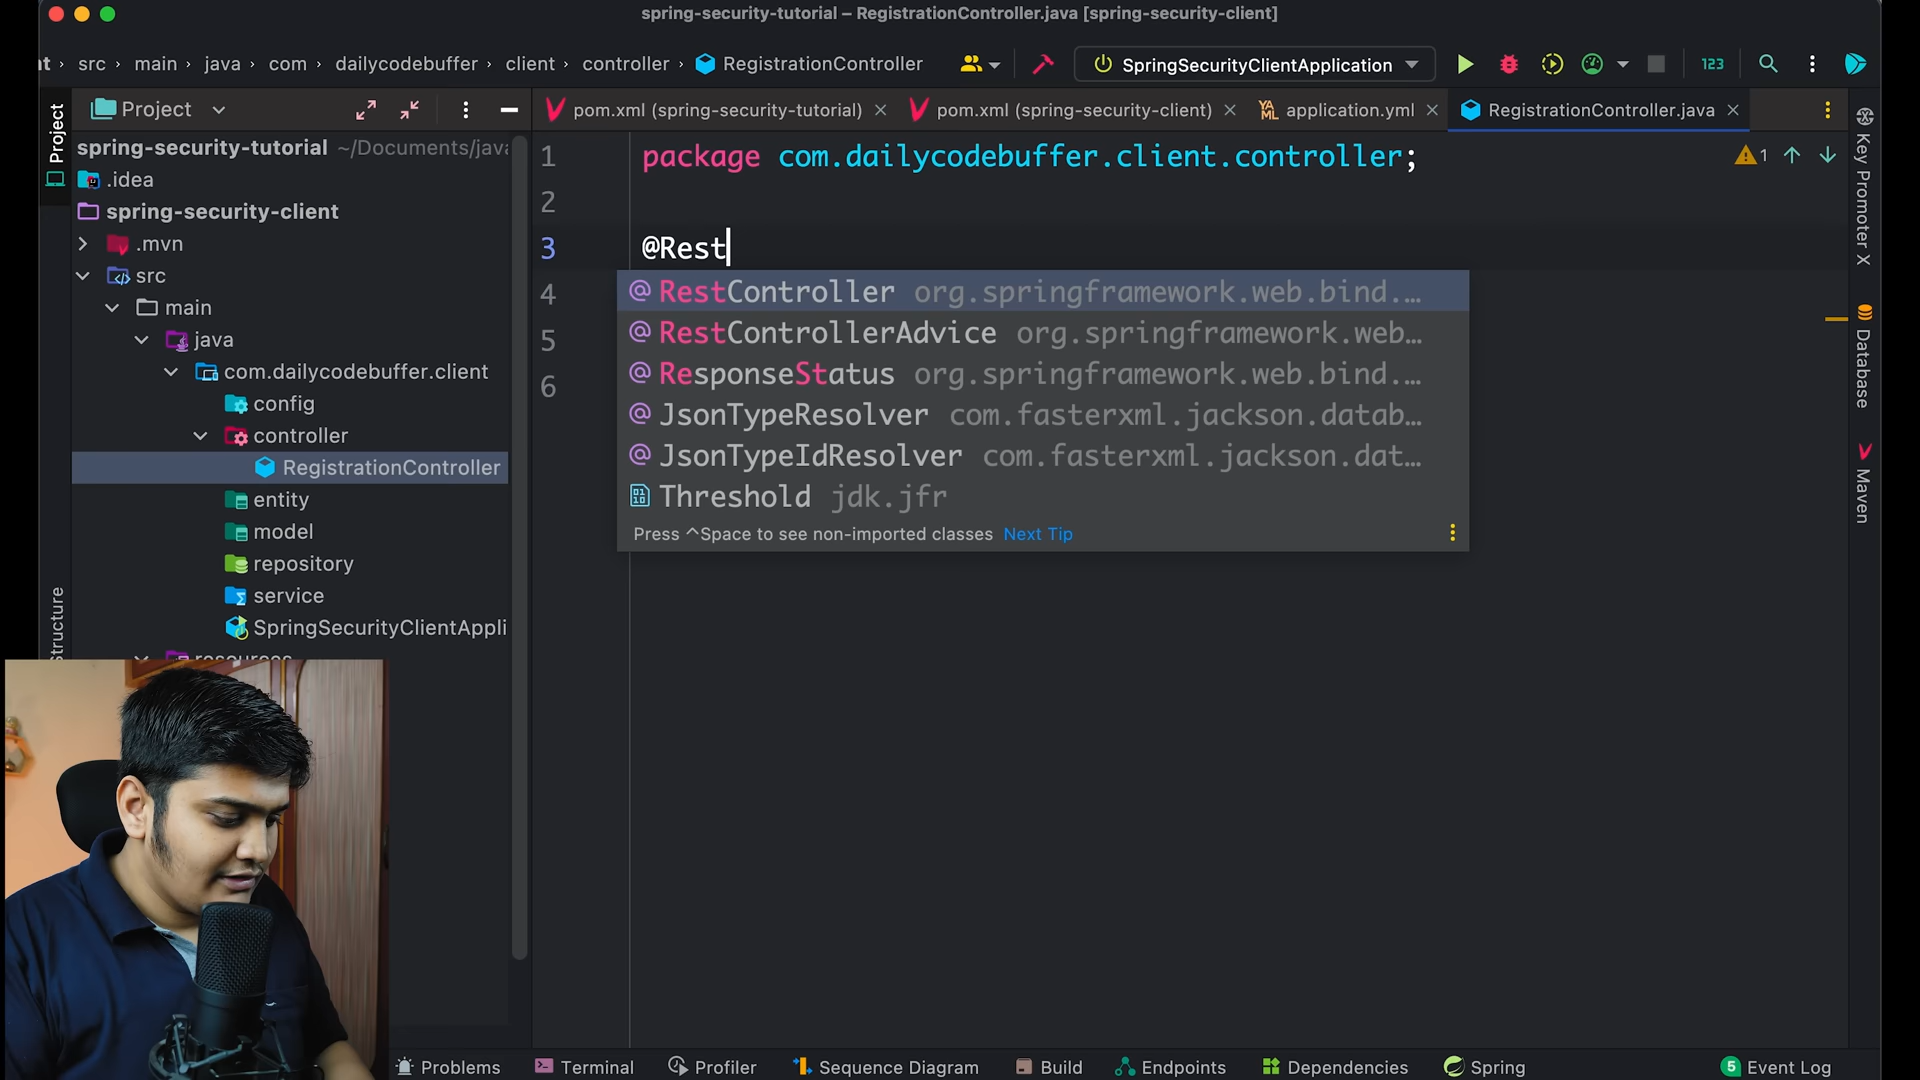 spring-security-tutorial – RegistrationController.java [spring-security-client]
nt › src › main › java › com › dailycodebuffer › client › controller › RegistrationController
SpringSecurityClientApplication
123
Project
pom.xml (spring-security-tutorial)
pom.xml (spring-security-client)
application.yml
RegistrationController.java
Project
Structure
spring-security-tutorial ~/Documents/java
.idea
spring-security-client
.mvn
src
main
java
com.dailycodebuffer.client
config
controller
RegistrationController
entity
model
repository
service
SpringSecurityClientAppli
resources
1 package com.dailycodebuffer.client.controller;
1
2
3 @Rest
4
5
6
@ RestController org.springframework.web.bind.…
@ RestControllerAdvice org.springframework.web…
@ ResponseStatus org.springframework.web.bind.…
@ JsonTypeResolver com.fasterxml.jackson.datab…
@ JsonTypeIdResolver com.fasterxml.jackson.dat…
Threshold jdk.jfr
Press ^Space to see non-imported classes Next Tip
Key Promoter X
Database
Maven
Problems
Terminal
Profiler
Sequence Diagram
Build
Endpoints
Dependencies
Spring
5 Event Log